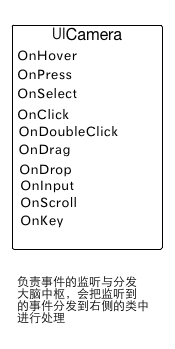 UICamera
OnHover
OnPress
OnSelect
OnClick
OnDoubleClick
OnDrag
OnDrop
OnInput
OnScroll
OnKey
负责事件的监听与分发
大脑中枢，会把监听到
的事件分发到右侧的类中
进行处理